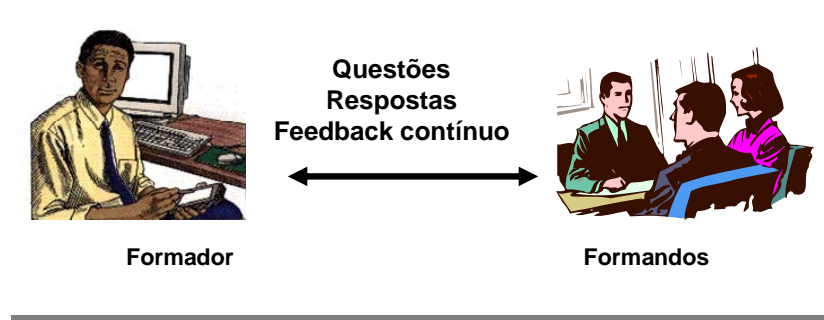 Questões
Respostas
Feedback contínuo
Formador
Formandos